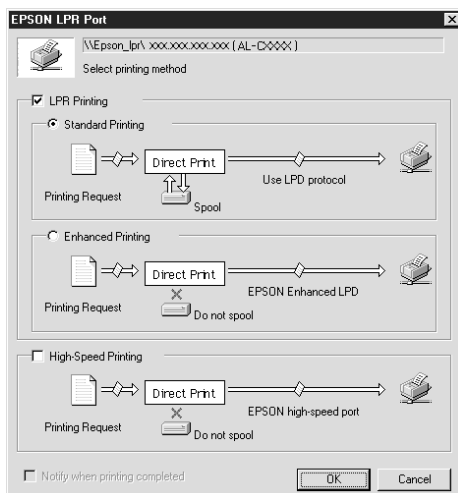 EPSON LPR Port
\\Epson_lpr\ xxx.xxx.xxx.xxx ( AL-CXXXX )
Select printing method
LPR Printing
Standard Printing
Direct Print
Use LPD protocol
Printing Request
Spool
Enhanced Printing
Direct Print
EPSON Enhanced LPD
Printing Request
Do not spool
High-Speed Printing
Direct Print
EPSON high-speed port
Printing Request
Do not spool
Notify when printing completed
OK
Cancel